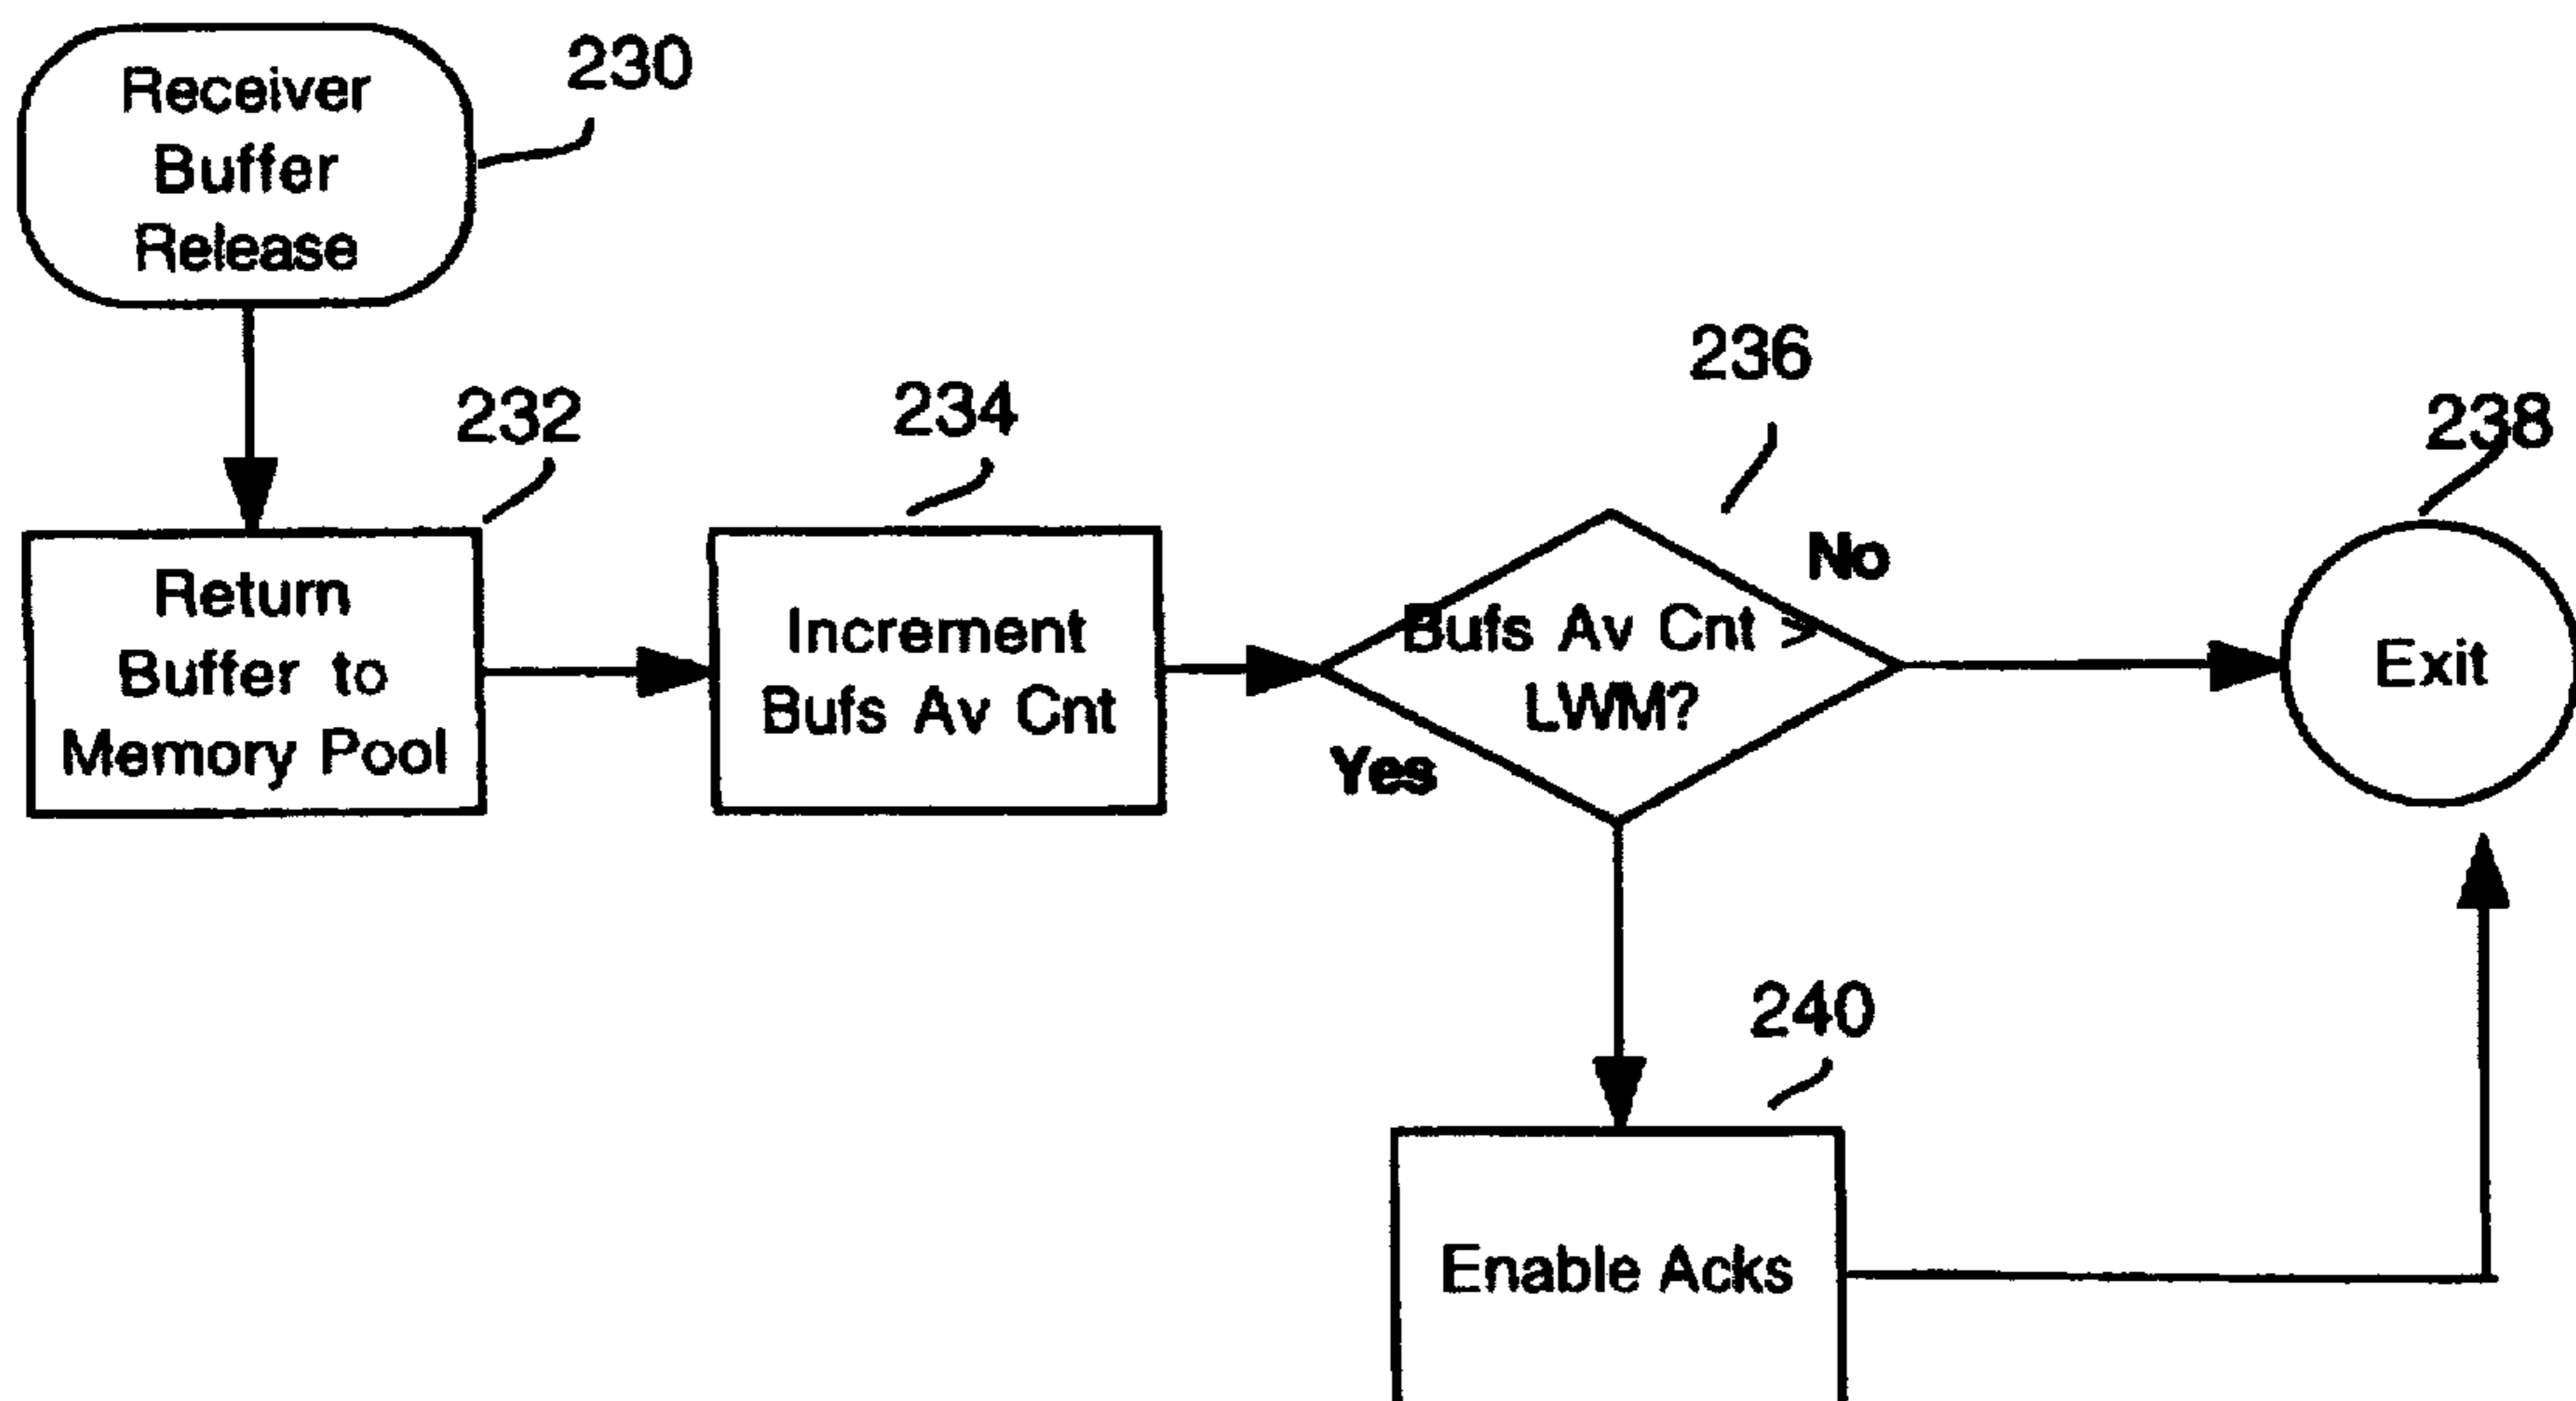 Receiver
Buffer
Release
230
232
Return
Buffer to
Memory Pool
234
Increment
Bufs Av Cnt
236
Bufs Av Cnt >
LWM?
No
Yes
238
Exit
240
Enable Acks